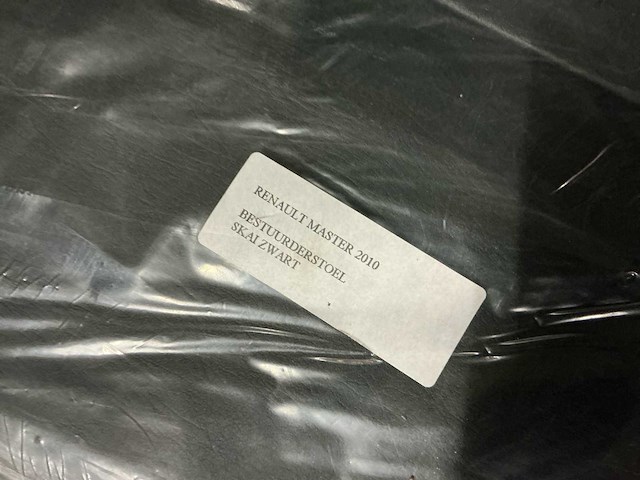 RENAULT MASTER 2010
BESTUURDERSTOEL
SKAI ZWART